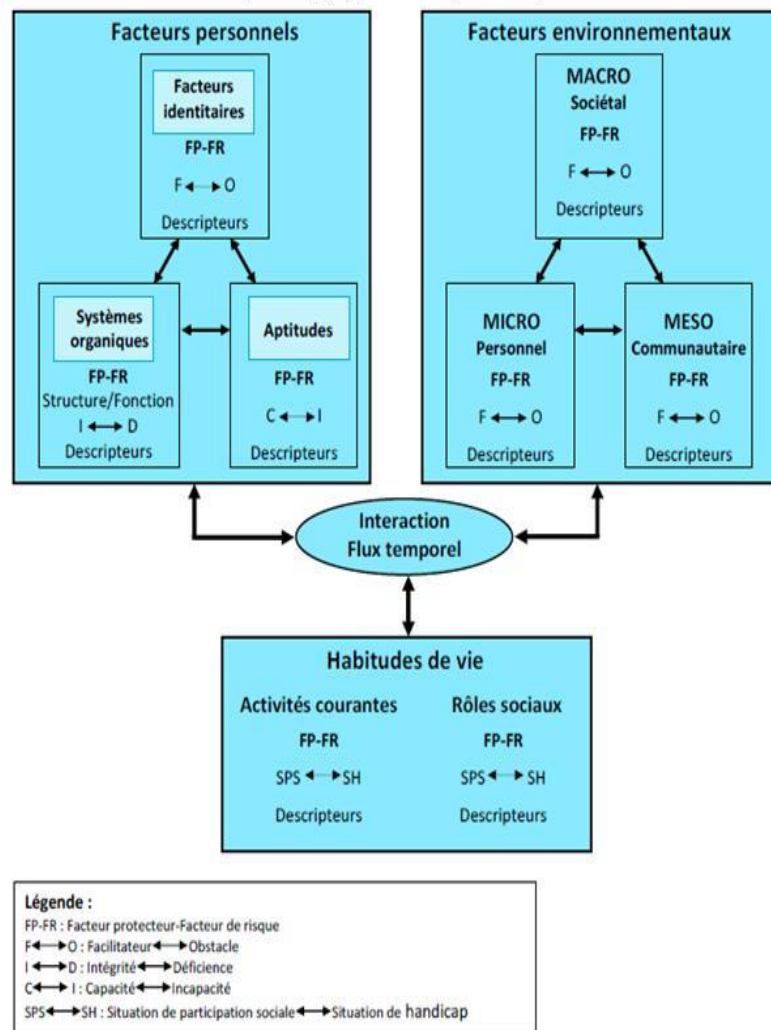 Facteurs personnels
Facteurs
identitaires
FP-FR
F ◄─► O
Descripteurs
Systèmes
organiques
FP-FR
Structure/Fonction
I ◄─► D
Descripteurs
Aptitudes
FP-FR
C ◄─► I
Descripteurs
Facteurs environnementaux
MACRO
Sociétal
FP-FR
F ◄─► O
Descripteurs
MICRO
Personnel
FP-FR
F ◄─► O
Descripteurs
MESO
Communautaire
FP-FR
F ◄─► O
Descripteurs
Interaction
Flux temporel
Habitudes de vie
Activités courantes
FP-FR
SPS ◄─► SH
Descripteurs
Rôles sociaux
FP-FR
SPS ◄─► SH
Descripteurs
Légende :
FP-FR : Facteur protecteur-Facteur de risque
F◄─►O : Facilitateur◄─►Obstacle
I ◄─►D : Intégrité◄─►Déficience
C◄─► I : Capacité◄─►Incapacité
SPS◄─►SH : Situation de participation sociale◄─►Situation de handicap